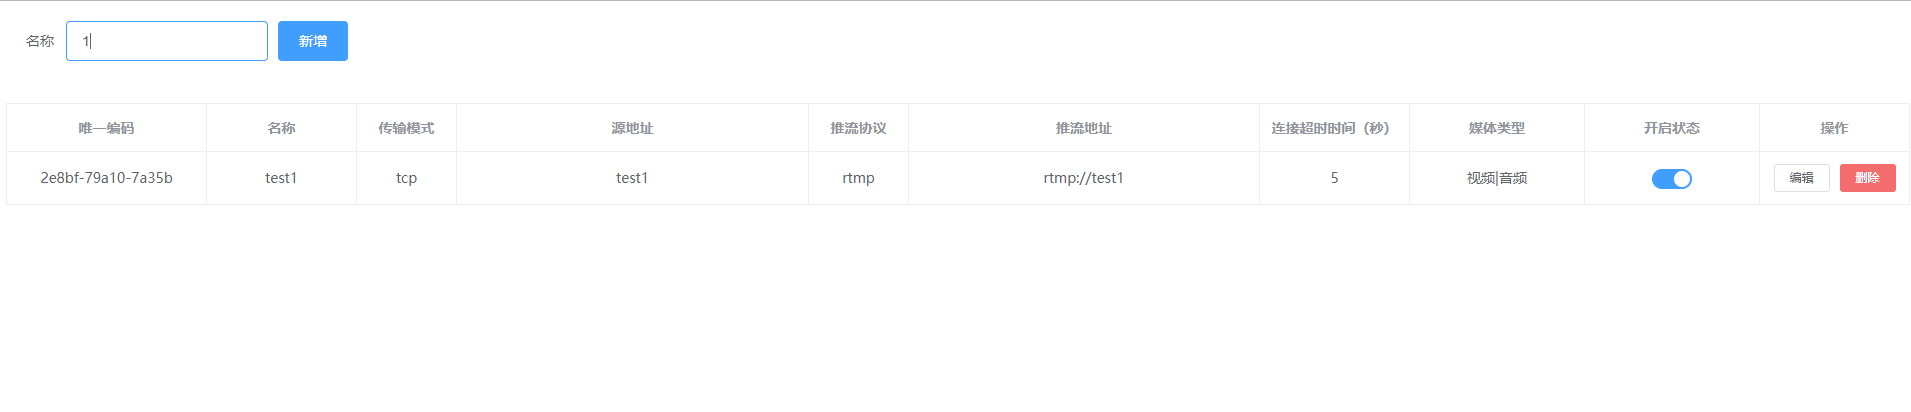 名称 1 新增
唯一编码 名称 传输模式 源地址 推流协议 推流地址 连接超时时间（秒） 媒体类型 开启状态 操作
2e8bf-79a10-7a35b test1 tcp test1 rtmp rtmp://test1 5 视频|音频 编辑 删除